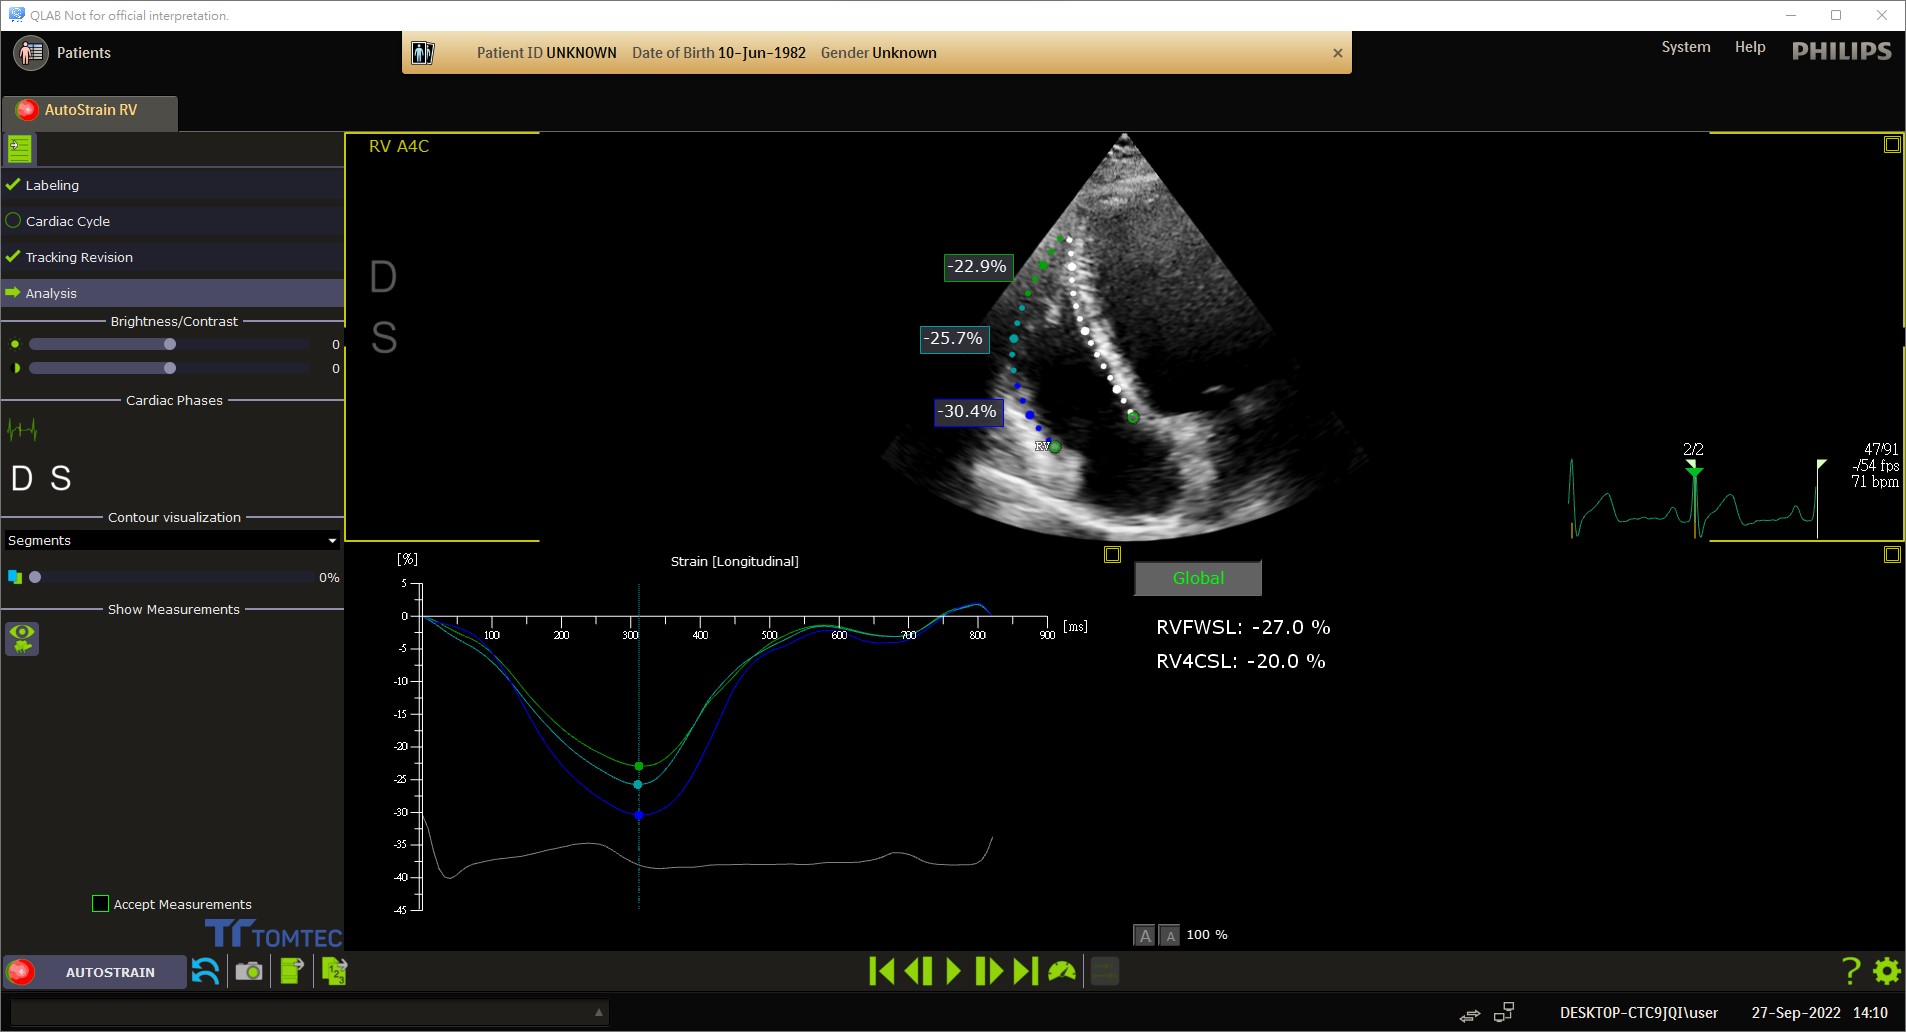 QLAB Not for official interpretation.
Patients
Patient ID UNKNOWN Date of Birth 10-Jun-1982 Gender Unknown
System Help PHILIPS
AutoStrain RV
Labeling
Cardiac Cycle
Tracking Revision
Analysis
Brightness/Contrast
0
0
Cardiac Phases
D S
Contour visualization
Segments
0%
Show Measurements
Accept Measurements
TOMTEC
RV A4C
D
S
-22.9%
-25.7%
-30.4%
RV
2/2
47/91
-/54 fps
71 bpm
[%]
Strain [Longitudinal]
5
0
-5
-10
-15
-20
-25
-30
-35
-40
-45
100 200 300 400 500 600 700 800 900 [ms]
Global
RVFWSL: -27.0 %
RV4CSL: -20.0 %
A A 100 %
AUTOSTRAIN
1 2 3
?
DESKTOP-CTC9JQI\user 27-Sep-2022 14:10